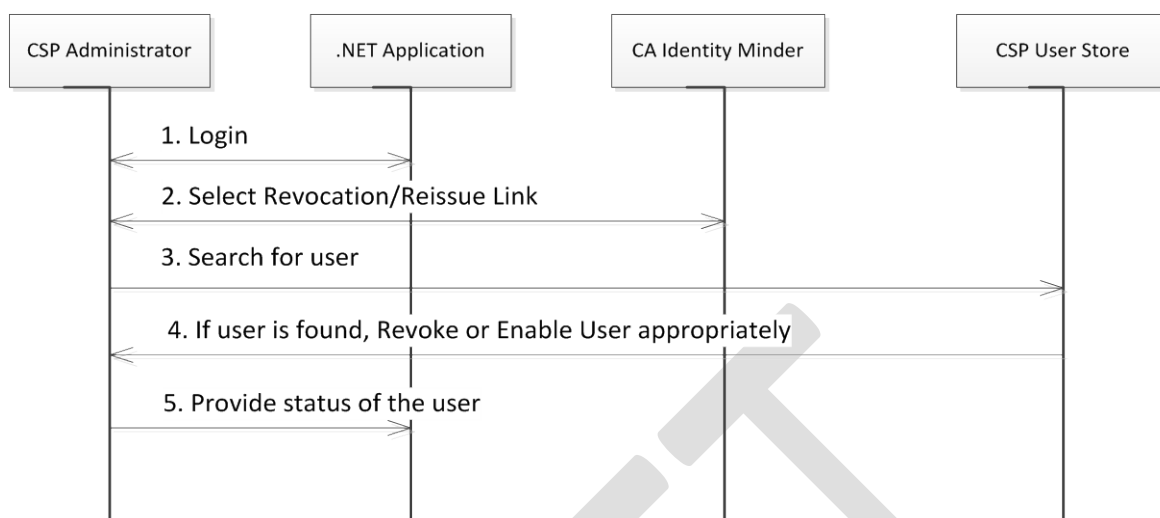 CSP Administrator
.NET Application
CA Identity Minder
CSP User Store
1. Login
2. Select Revocation/Reissue Link
3. Search for user
4. If user is found, Revoke or Enable User appropriately
5. Provide status of the user